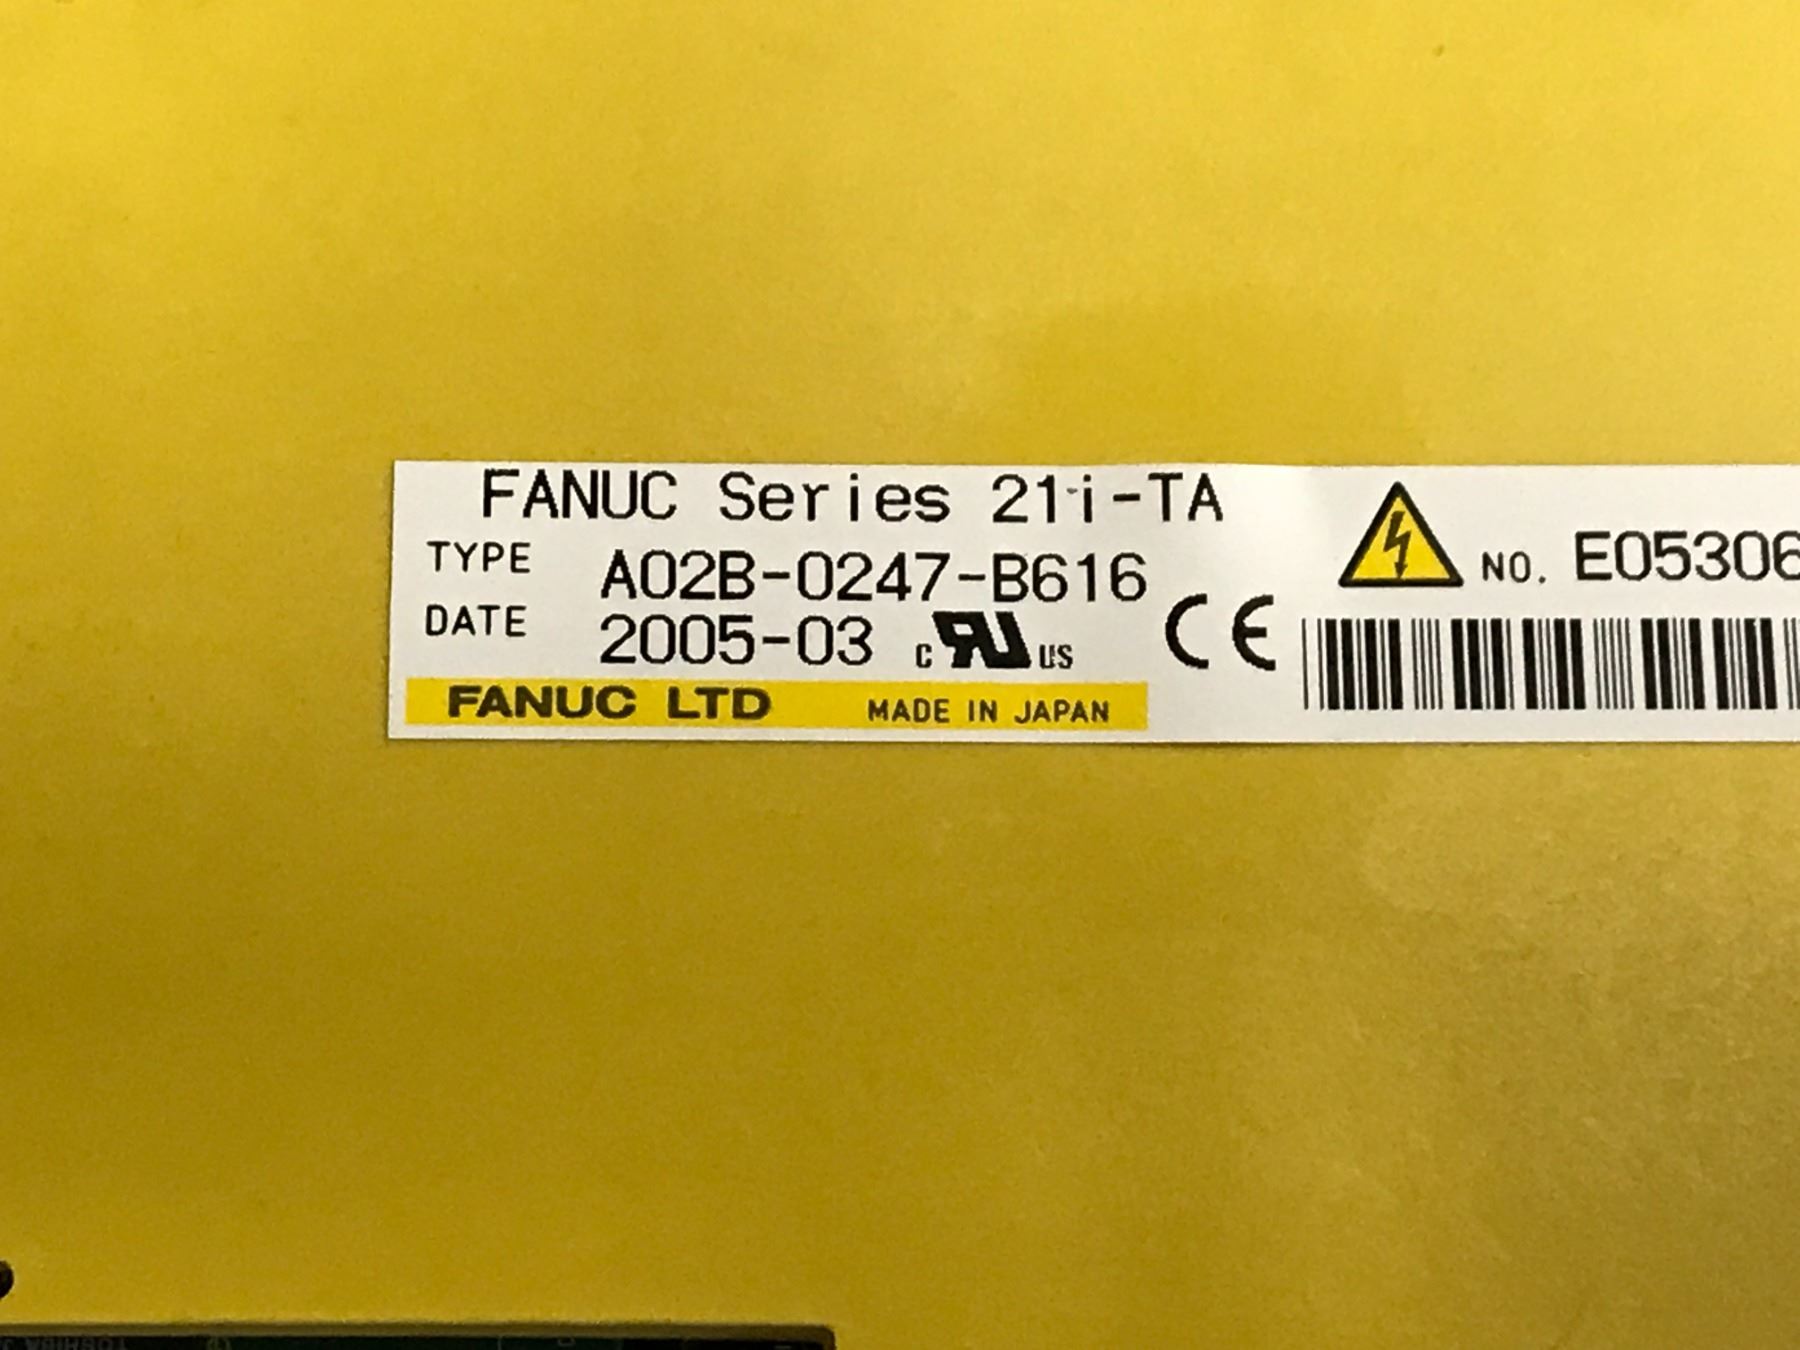 FANUC Series 21i-TA
TYPE A02B-0247-B616
DATE 2005-03 c RU US CE
FANUC LTD MADE IN JAPAN
NO. E05306